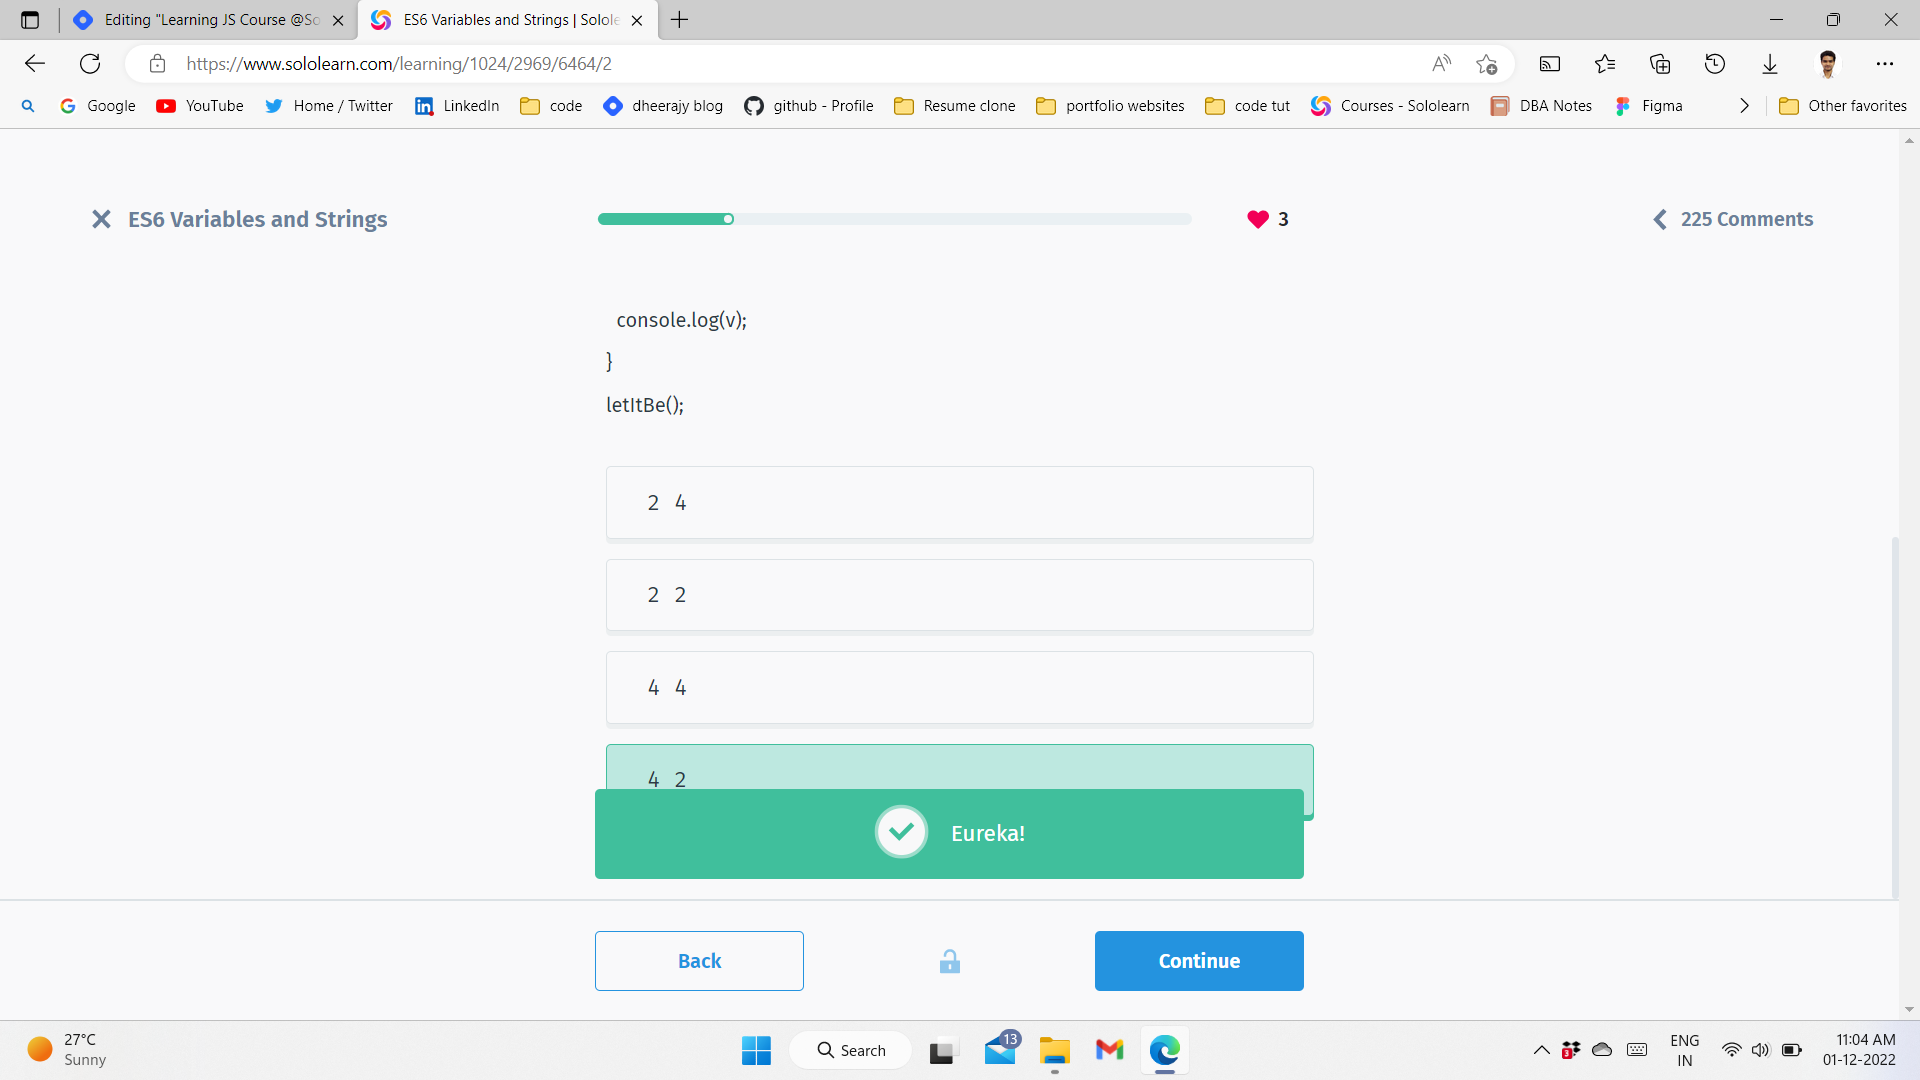 Editing "Learning JS Course @So
ES6 Variables and Strings | Solole
https://www.sololearn.com/learning/1024/2969/6464/2
Google
YouTube
Home / Twitter
LinkedIn
code
dheerajy blog
github - Profile
Resume clone
portfolio websites
code tut
Courses - Sololearn
DBA Notes
Figma
Other favorites
ES6 Variables and Strings
3
225 Comments
console.log(v);
}
letItBe();
2 4
2 2
4 4
4 2
Eureka!
Back
Continue
27°C
Sunny
Search
13
3
ENG
IN
11:04 AM
01-12-2022